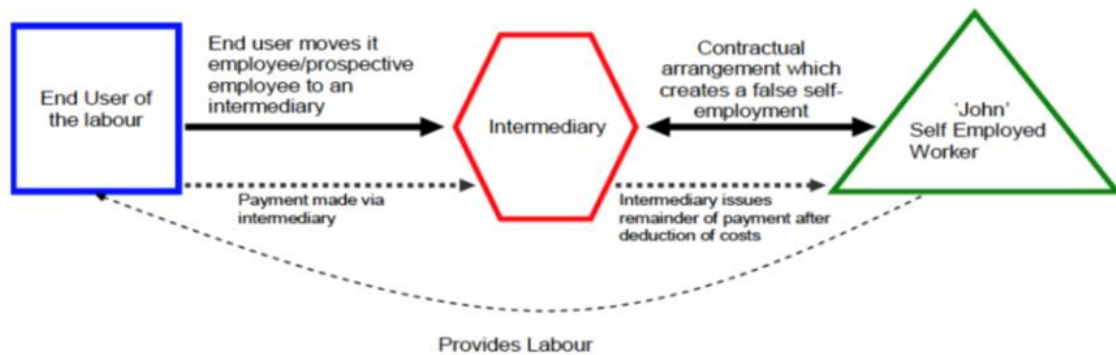 End User of
the labour
End user moves it
employee/prospective
employee to an
intermediary
Payment made via
intermediary
Intermediary
Contractual
arrangement which
creates a false self-
employment
Intermediary issues
remainder of payment after
deduction of costs
'John'
Self Employed
Worker
Provides Labour